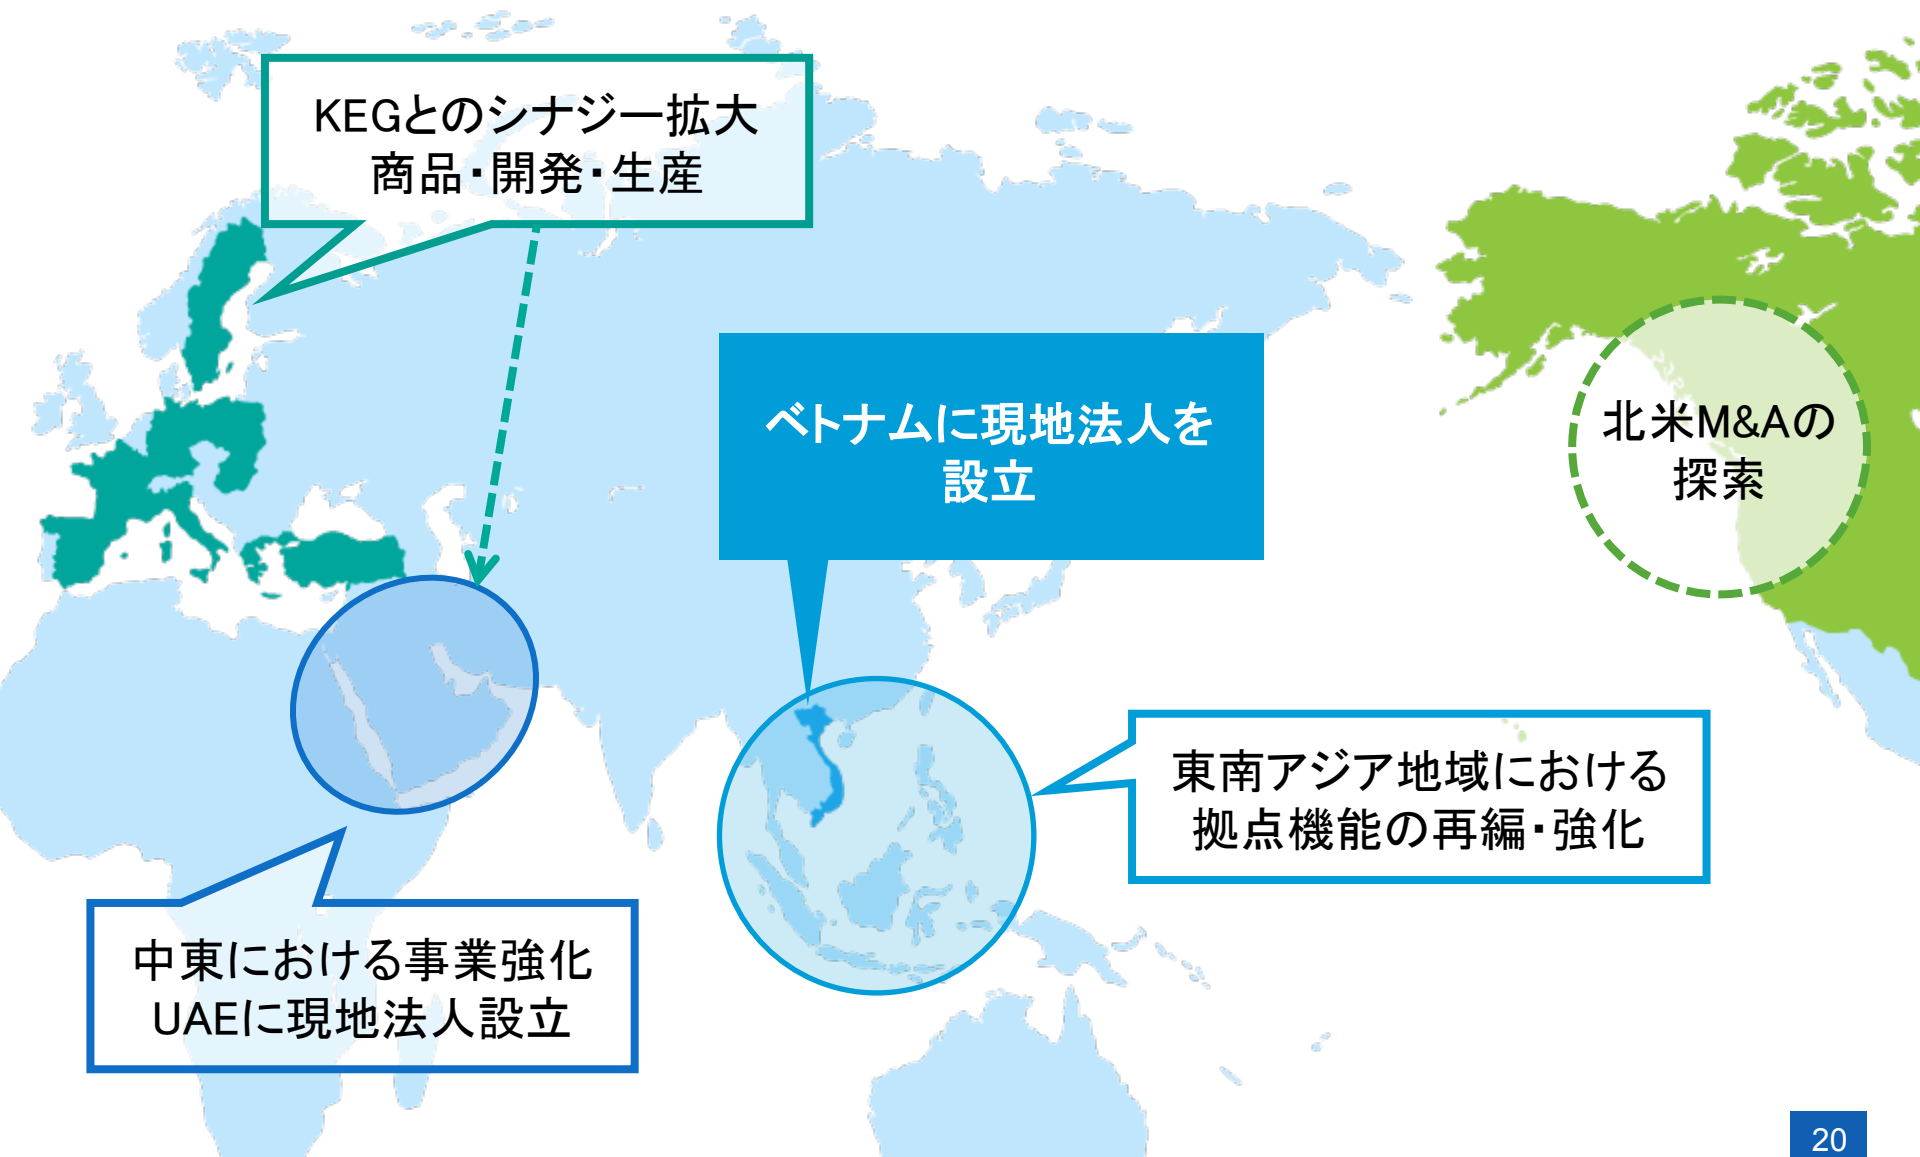 KEGとのシナジー拡大
商品・開発・生産
ベトナムに現地法人を
設立
北米M&Aの
探索
東南アジア地域における
拠点機能の再編・強化
中東における事業強化
UAEに現地法人設立
20